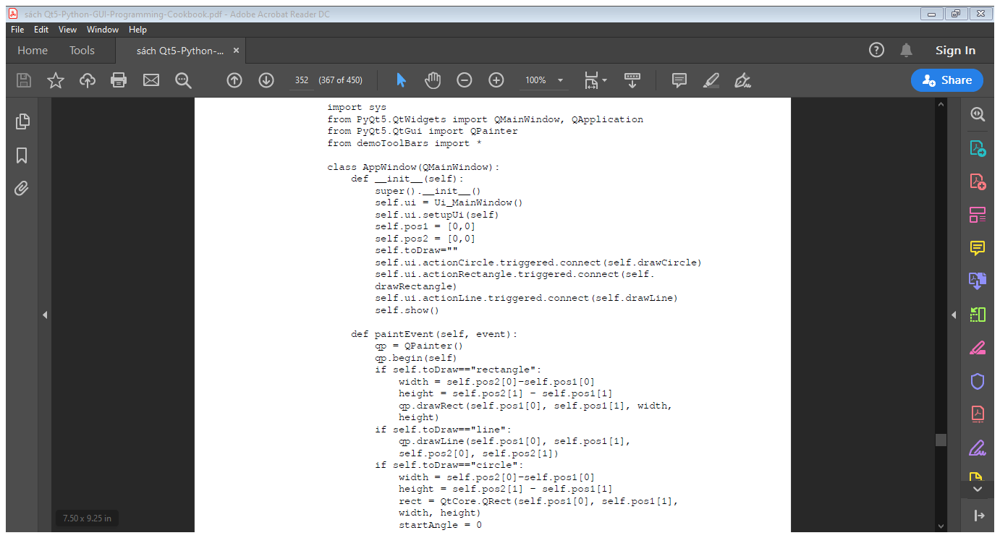 sách Qt5-Python-GUI-Programming-Cookbook.pdf - Adobe Acrobat Reader DC
File Edit View Window Help
Home Tools sách Qt5-Python-... × Sign In
352 (367 of 450) 100% Share
import sys
from PyQt5.QtWidgets import QMainWindow, QApplication
from PyQt5.QtGui import QPainter
from demoToolBars import *
class AppWindow(QMainWindow):
    def __init__(self):
        super().__init__()
        self.ui = Ui_MainWindow()
        self.ui.setupUi(self)
        self.pos1 = [0,0]
        self.pos2 = [0,0]
        self.toDraw=""
        self.ui.actionCircle.triggered.connect(self.drawCircle)
        self.ui.actionRectangle.triggered.connect(self.
        drawRectangle)
        self.ui.actionLine.triggered.connect(self.drawLine)
        self.show()
    def paintEvent(self, event):
        qp = QPainter()
        qp.begin(self)
        if self.toDraw=="rectangle":
            width = self.pos2[0]-self.pos1[0]
            height = self.pos2[1] - self.pos1[1]
            qp.drawRect(self.pos1[0], self.pos1[1], width,
            height)
        if self.toDraw=="line":
            qp.drawLine(self.pos1[0], self.pos1[1],
            self.pos2[0], self.pos2[1])
        if self.toDraw=="circle":
            width = self.pos2[0]-self.pos1[0]
            height = self.pos2[1] - self.pos1[1]
            rect = QtCore.QRect(self.pos1[0], self.pos1[1],
            width, height)
            startAngle = 0
7.50 x 9.25 in